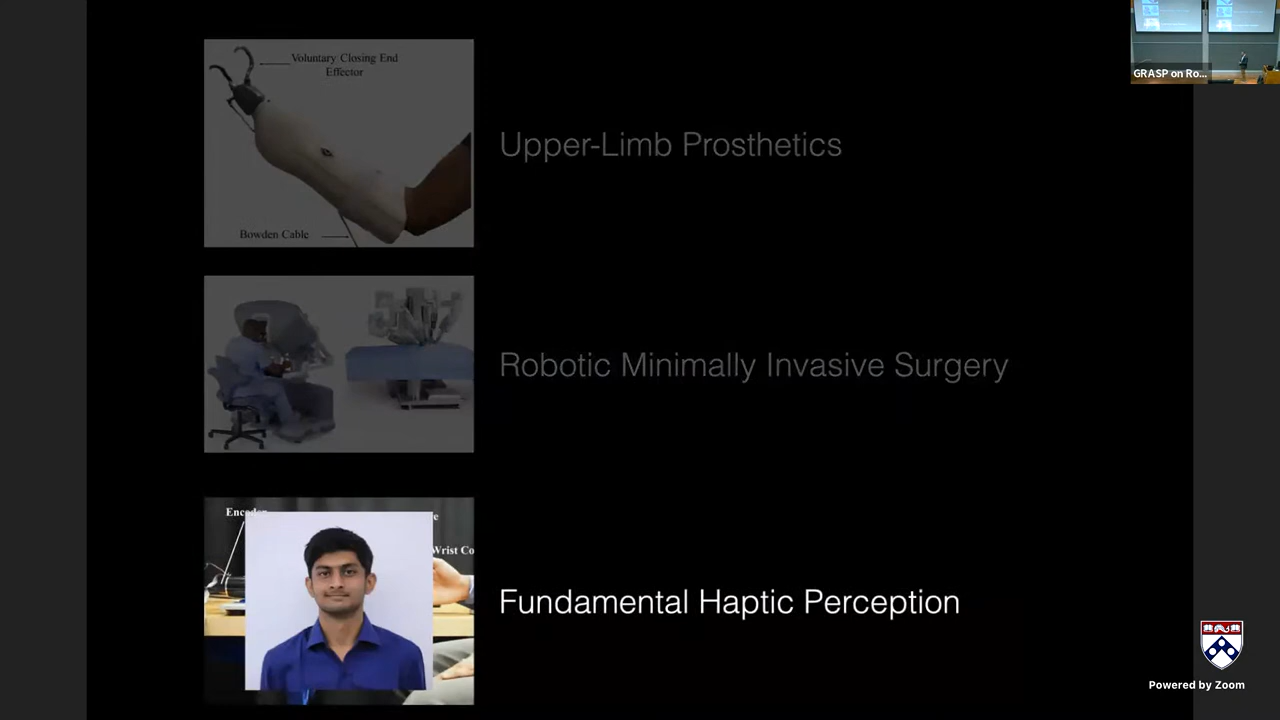 Voluntary Closing End
Effector
Upper-Limb Prosthetics
Bowden Cable
Robotic Minimally Invasive Surgery
Wrist Co
Fundamental Haptic Perception
GRASP on Ro...
Powered by Zoom